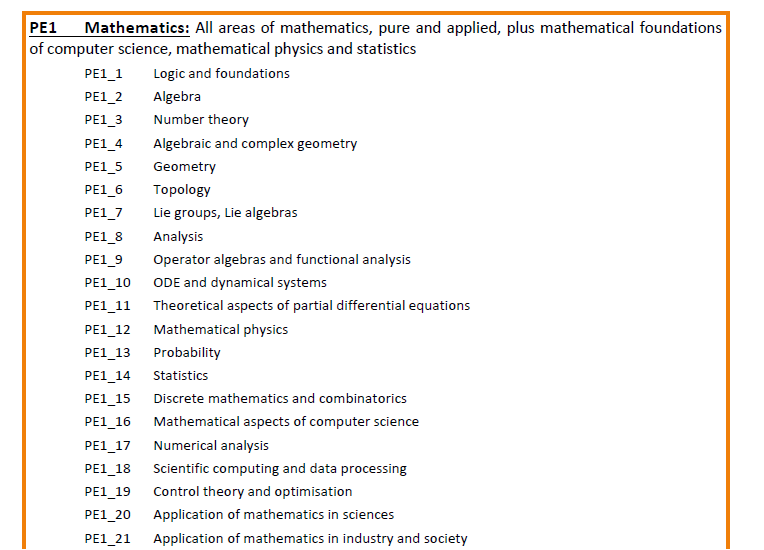 PE1 Mathematics: All areas of mathematics, pure and applied, plus mathematical foundations
of computer science, mathematical physics and statistics
PE1_1 Logic and foundations
PE1_2 Algebra
PE1_3 Number theory
PE1_4 Algebraic and complex geometry
PE1_5 Geometry
PE1_6 Topology
PE1_7 Lie groups, Lie algebras
PE1_8 Analysis
PE1_9 Operator algebras and functional analysis
PE1_10 ODE and dynamical systems
PE1_11 Theoretical aspects of partial differential equations
PE1_12 Mathematical physics
PE1_13 Probability
PE1_14 Statistics
PE1_15 Discrete mathematics and combinatorics
PE1_16 Mathematical aspects of computer science
PE1_17 Numerical analysis
PE1_18 Scientific computing and data processing
PE1_19 Control theory and optimisation
PE1_20 Application of mathematics in sciences
PE1_21 Application of mathematics in industry and society